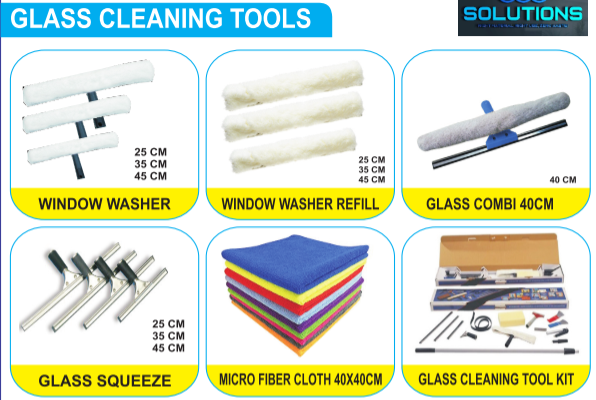 GLASS CLEANING TOOLS
SOLUTIONS
25 CM
35 CM
45 CM
WINDOW WASHER
25 CM
35 CM
45 CM
WINDOW WASHER REFILL
40 CM
GLASS COMBI 40CM
25 CM
35 CM
45 CM
GLASS SQUEEZE
MICRO FIBER CLOTH 40X40CM
GLASS CLEANING TOOL KIT